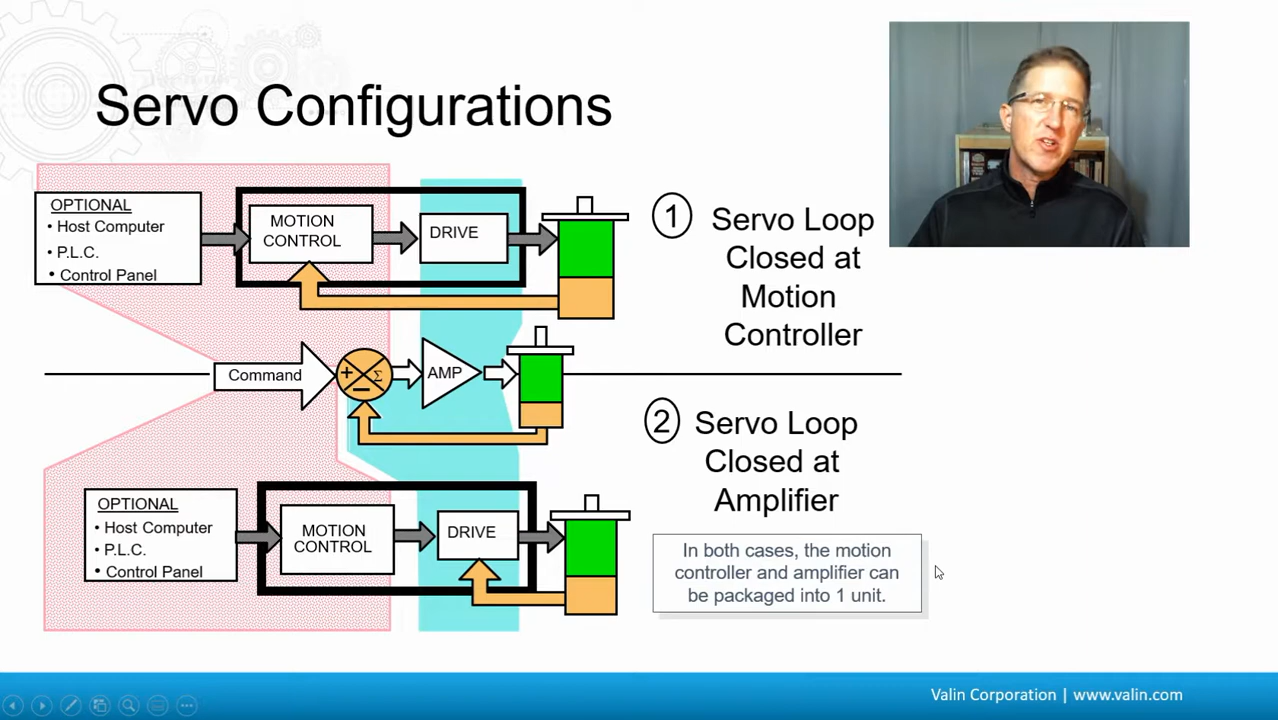 Servo Configurations
OPTIONAL
• Host Computer
• P.L.C.
• Control Panel
MOTION
CONTROL
DRIVE
1
Servo Loop
Closed at
Motion
Controller
Command
+
Σ
−
AMP
2
Servo Loop
Closed at
Amplifier
OPTIONAL
• Host Computer
• P.L.C.
• Control Panel
MOTION
CONTROL
DRIVE
In both cases, the motion
controller and amplifier can
be packaged into 1 unit.
Valin Corporation | www.valin.com